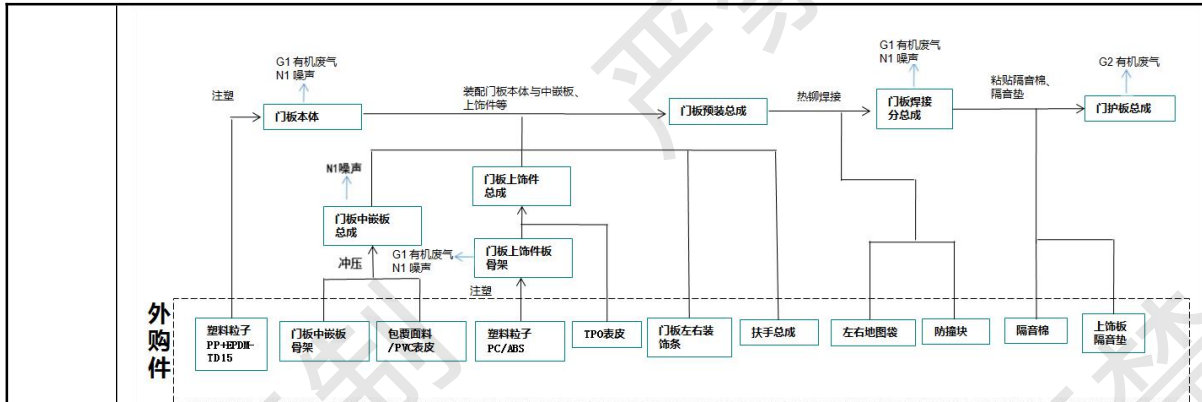 G1 有机废气
N1 噪声
注塑
门板本体
装配门板本体与中嵌板、
上饰件等
门板预装总成
热铆焊接
G1 有机废气
N1 噪声
门板焊接
分总成
粘贴隔音棉、
隔音垫
G2 有机废气
门护板总成
N1噪声
门板中嵌板
总成
冲压
门板上饰件
总成
G1 有机废气
N1 噪声
门板上饰件板
骨架
注塑
外购件
塑料粒子
PP+EPDM-
TD15
门板中嵌板
骨架
包覆面料
/PVC表皮
塑料粒子
PC/ABS
TPO表皮
门板左右装
饰条
扶手总成
左右地图袋
防撞块
隔音棉
上饰板
隔音垫